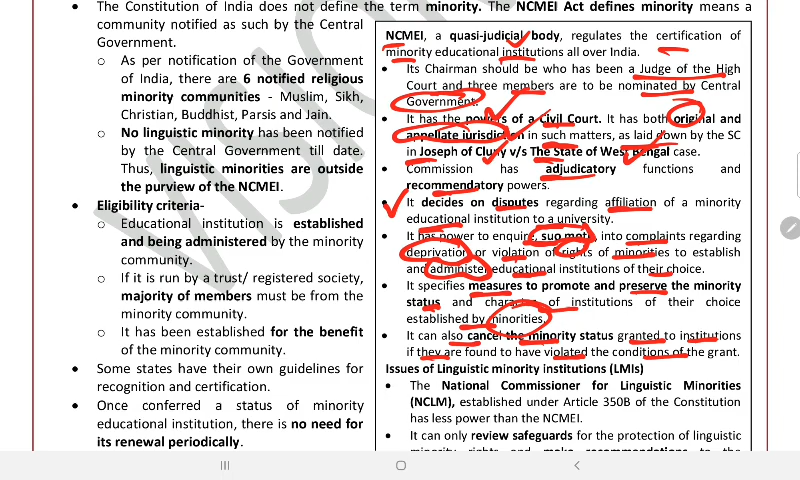 • The Constitution of India does not define the term minority. The NCMEI Act defines minority means a
community notified as such by the Central
Government.
o As per notification of the Government
of India, there are 6 notified religious
minority communities - Muslim, Sikh,
Christian, Buddhist, Parsis and Jain.
o No linguistic minority has been notified
by the Central Government till date.
Thus, linguistic minorities are outside
the purview of the NCMEI.
• Eligibility criteria-
o Educational institution is established
and being administered by the minority
community.
o If it is run by a trust/ registered society,
majority of members must be from the
minority community.
o It has been established for the benefit
of the minority community.
• Some states have their own guidelines for
recognition and certification.
• Once conferred a status of minority
educational institution, there is no need for
its renewal periodically.
NCMEI, a quasi-judicial body, regulates the certification of
minority educational institutions all over India.
• Its Chairman should be who has been a Judge of the High
Court and three members are to be nominated by Central
Government.
• It has the powers of a Civil Court. It has both original and
appellate jurisdiction in such matters, as laid down by the SC
in Joseph of Cluny v/s The State of West Bengal case.
• Commission has adjudicatory functions and
recommendatory powers.
• It decides on disputes regarding affiliation of a minority
educational institution to a university.
• It has power to enquire, suo motu, into complaints regarding
deprivation or violation of rights of minorities to establish
and administer educational institutions of their choice.
• It specifies measures to promote and preserve the minority
status and character of institutions of their choice
established by minorities.
• It can also cancel the minority status granted to institutions
if they are found to have violated the conditions of the grant.
Issues of Linguistic minority institutions (LMIs)
• The National Commissioner for Linguistic Minorities
(NCLM), established under Article 350B of the Constitution
has less power than the NCMEI.
• It can only review safeguards for the protection of linguistic
VISION